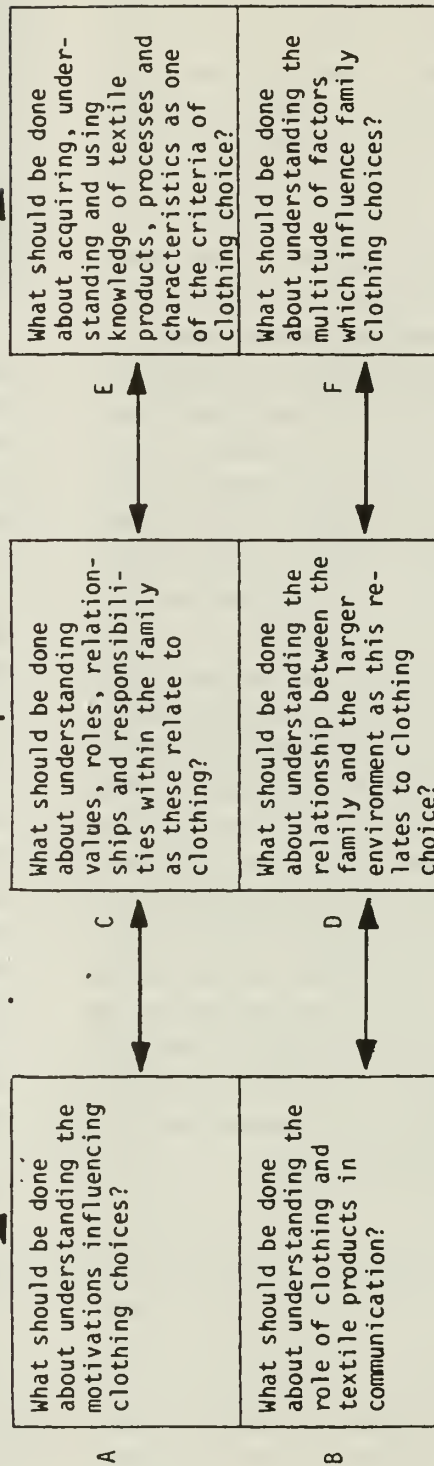 A
What should be done
about understanding the
motivations influencing
clothing choices?
B
What should be done
about understanding the
role of clothing and
textile products in
communication?
C
What should be done
about understanding
values, roles, relation-
ships and responsibili-
ties within the family
as these relate to
clothing?
D
What should be done
about understanding the
relationship between the
family and the larger
environment as this re-
lates to clothing
choice?
E
What should be done
about acquiring, under-
standing and using
knowledge of textile
products, processes and
characteristics as one
of the criteria of
clothing choice?
F
What should be done
about understanding the
multitude of factors
which influence family
clothing choices?